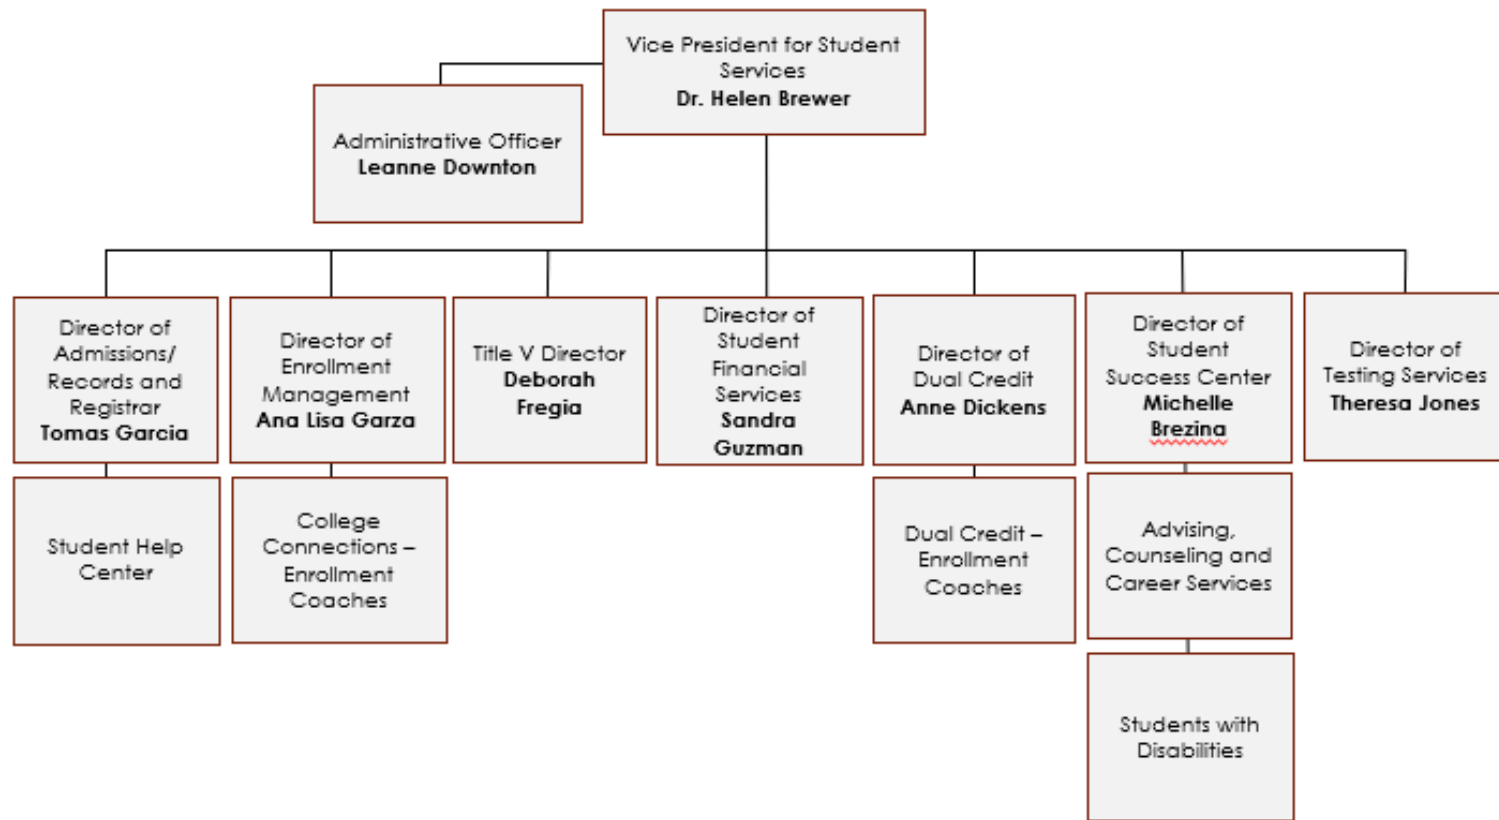 Vice President for Student
Services
Dr. Helen Brewer
Administrative Officer
Leanne Downton
Director of
Admissions/
Records and
Registrar
Tomas Garcia
Director of
Enrollment
Management
Ana Lisa Garza
Title V Director
Deborah
Fregia
Director of
Student
Financial
Services
Sandra
Guzman
Director of
Dual Credit
Anne Dickens
Director of
Student
Success Center
Michelle
Brezina
Director of
Testing Services
Theresa Jones
Student Help
Center
College
Connections –
Enrollment
Coaches
Dual Credit –
Enrollment
Coaches
Advising,
Counseling and
Career Services
Students with
Disabilities